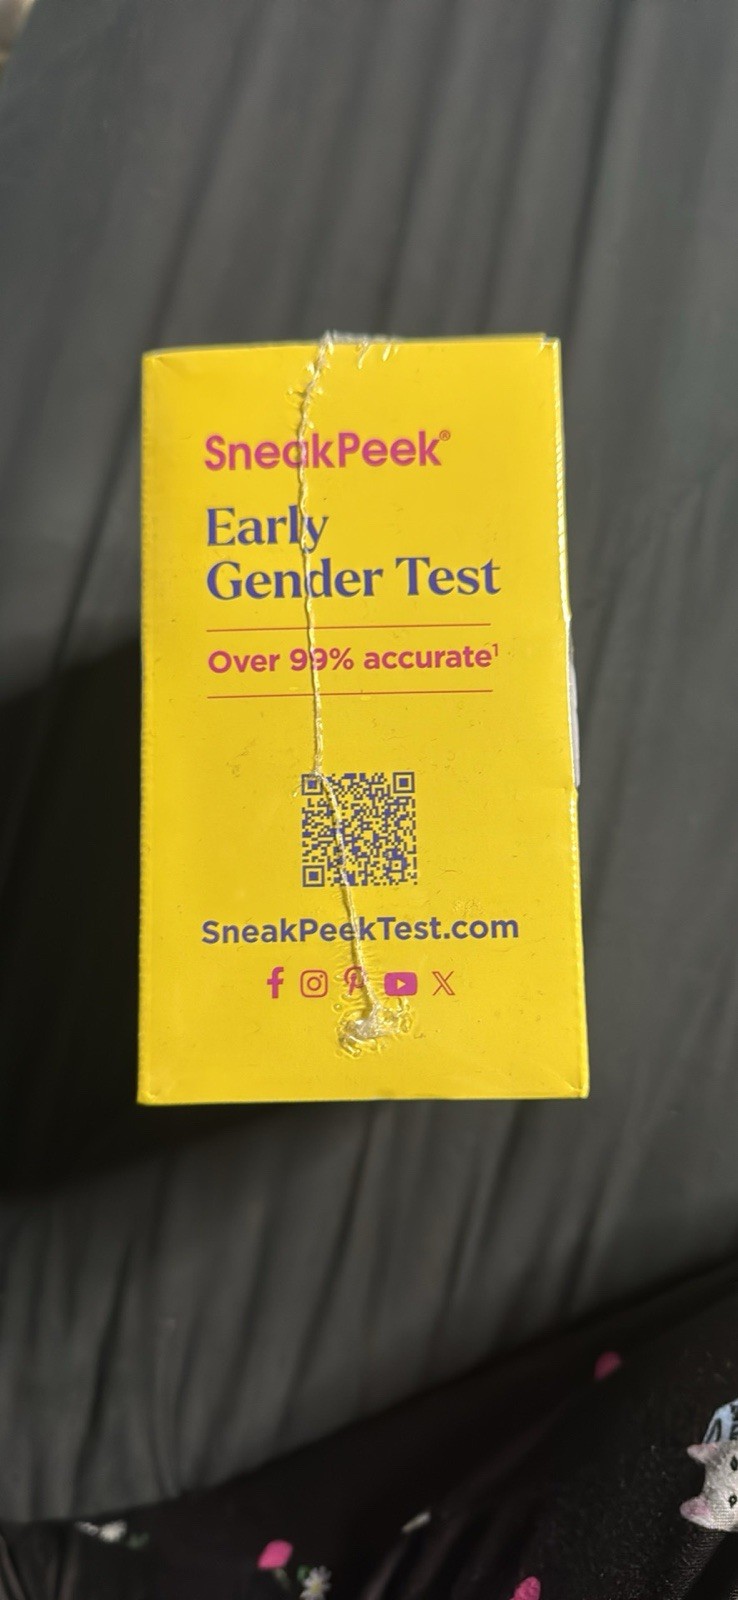 SneakPeek®
Early
Gender Test
Over 99% accurate¹
SneakPeekTest.com